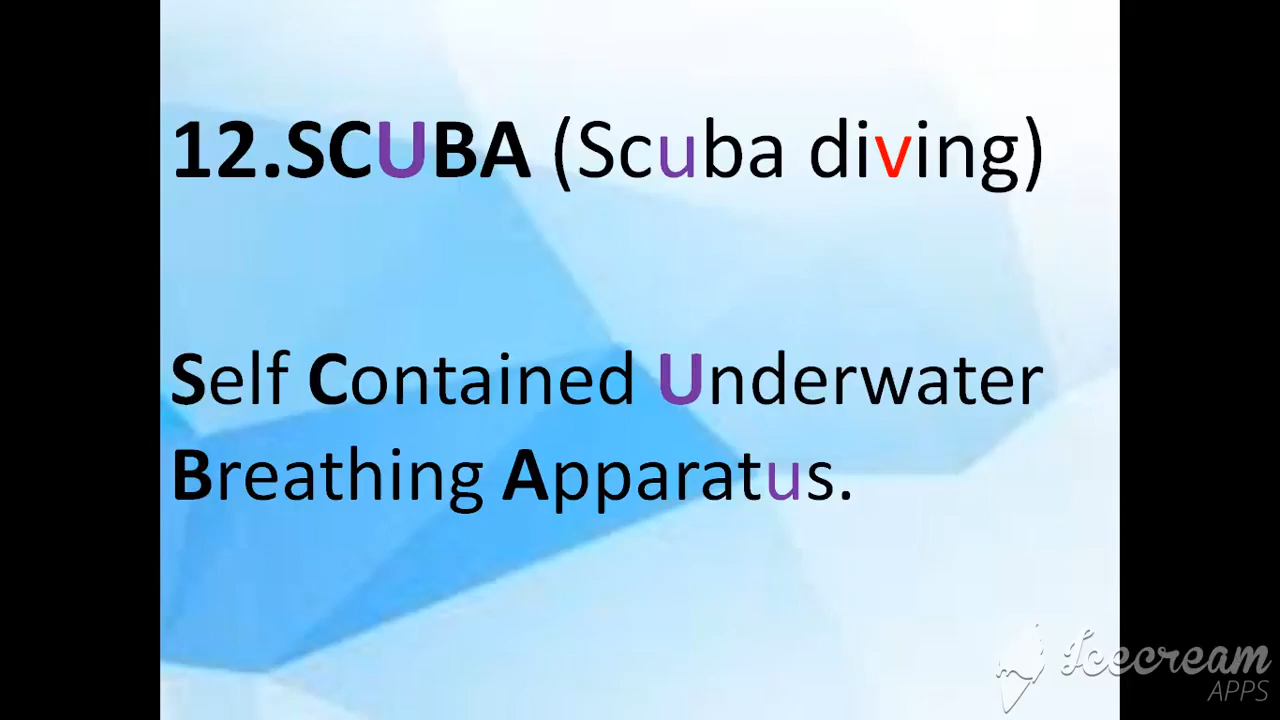 12.SCUBA (Scuba diving)
Self Contained Underwater
Breathing Apparatus.
Icecream
APPS